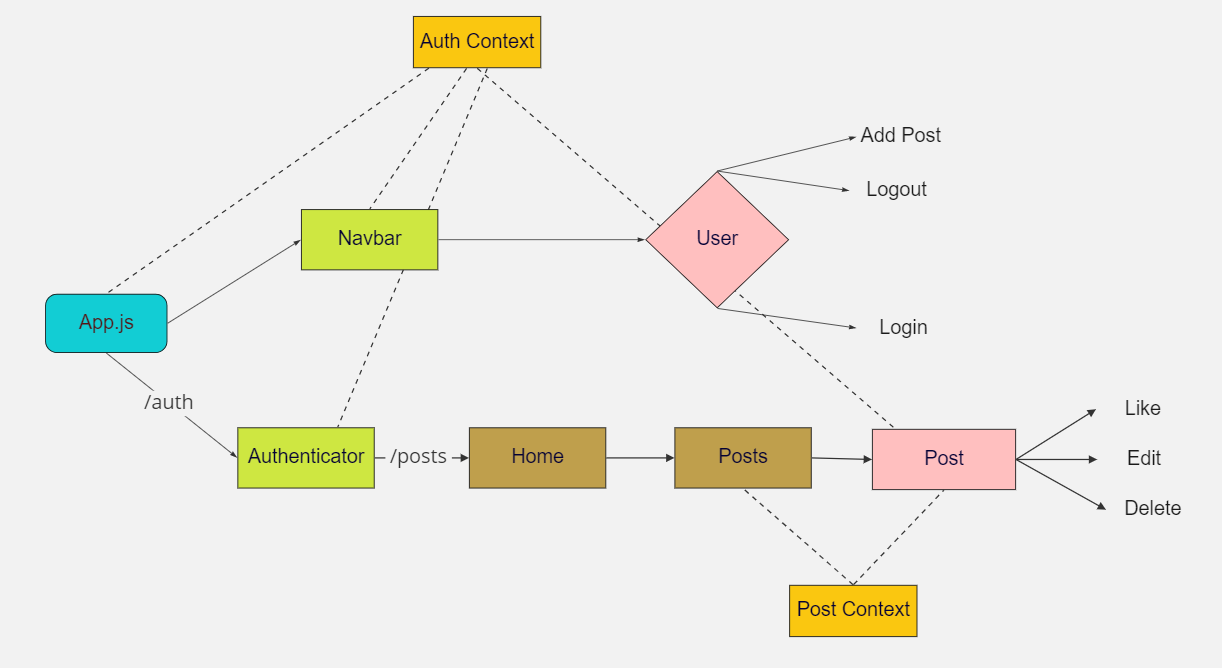 Auth Context
Add Post
Logout
Navbar
User
App.js
Login
/auth
Like
Authenticator
/posts
Home
Posts
Post
Edit
Delete
Post Context